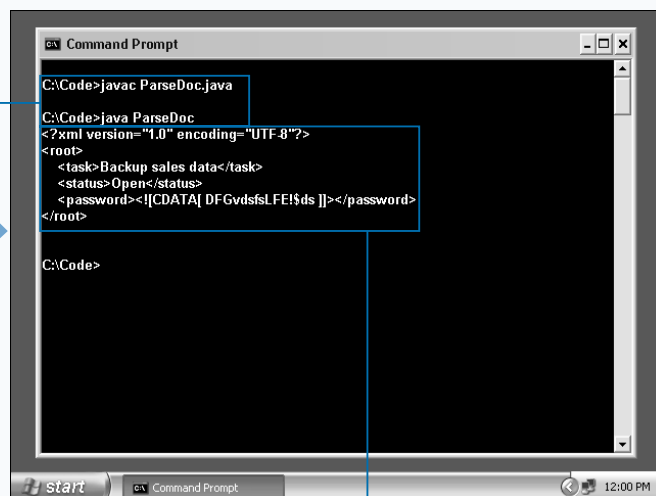 Command Prompt
C:\Code>javac ParseDoc.java
C:\Code>java ParseDoc
<?xml version="1.0" encoding="UTF-8"?>
<root>
<task>Backup sales data</task>
<status>Open</status>
<password><![CDATA[ DFGvdsfsLFE!$ds ]]></password>
</root>
C:\Code>
start
Command Prompt
12:00 PM